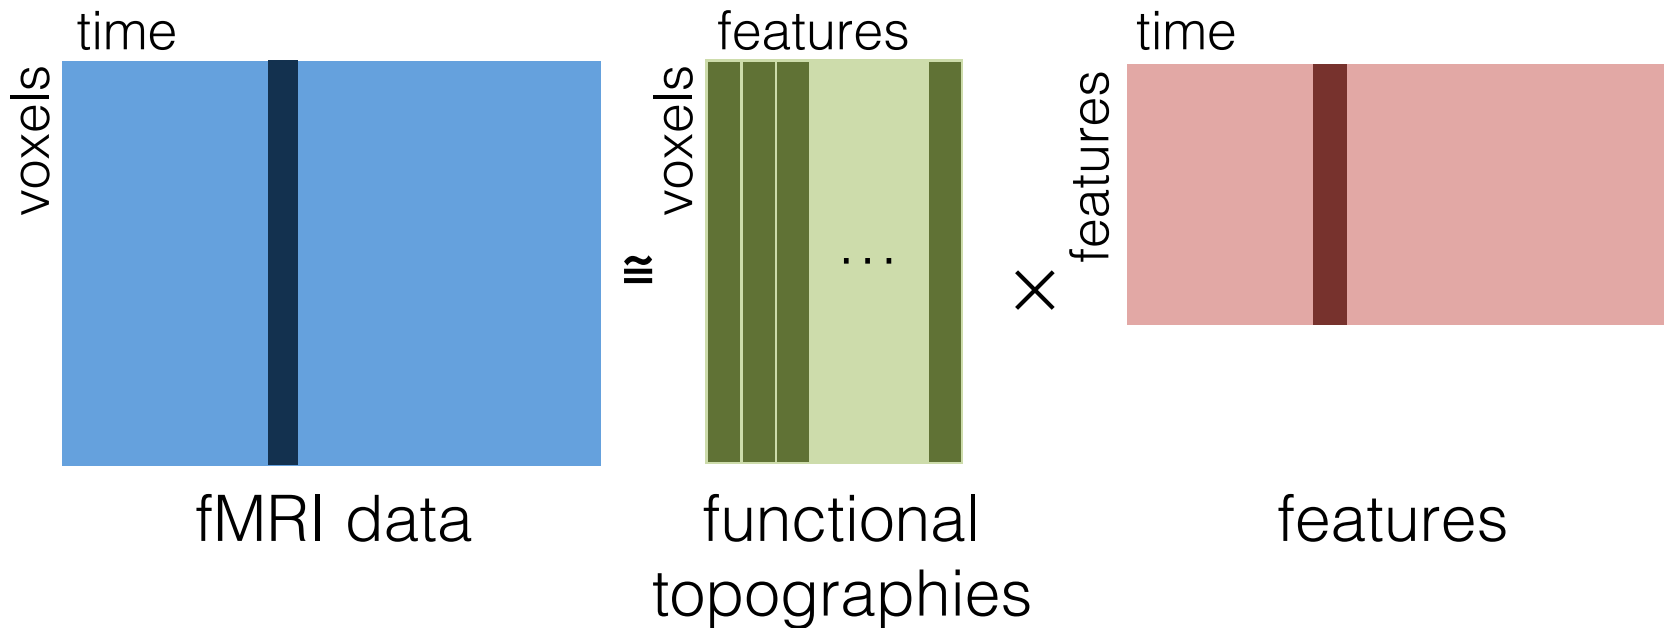 time
voxels
fMRI data
≅
features
voxels
...
functional
topographies
×
time
features
features